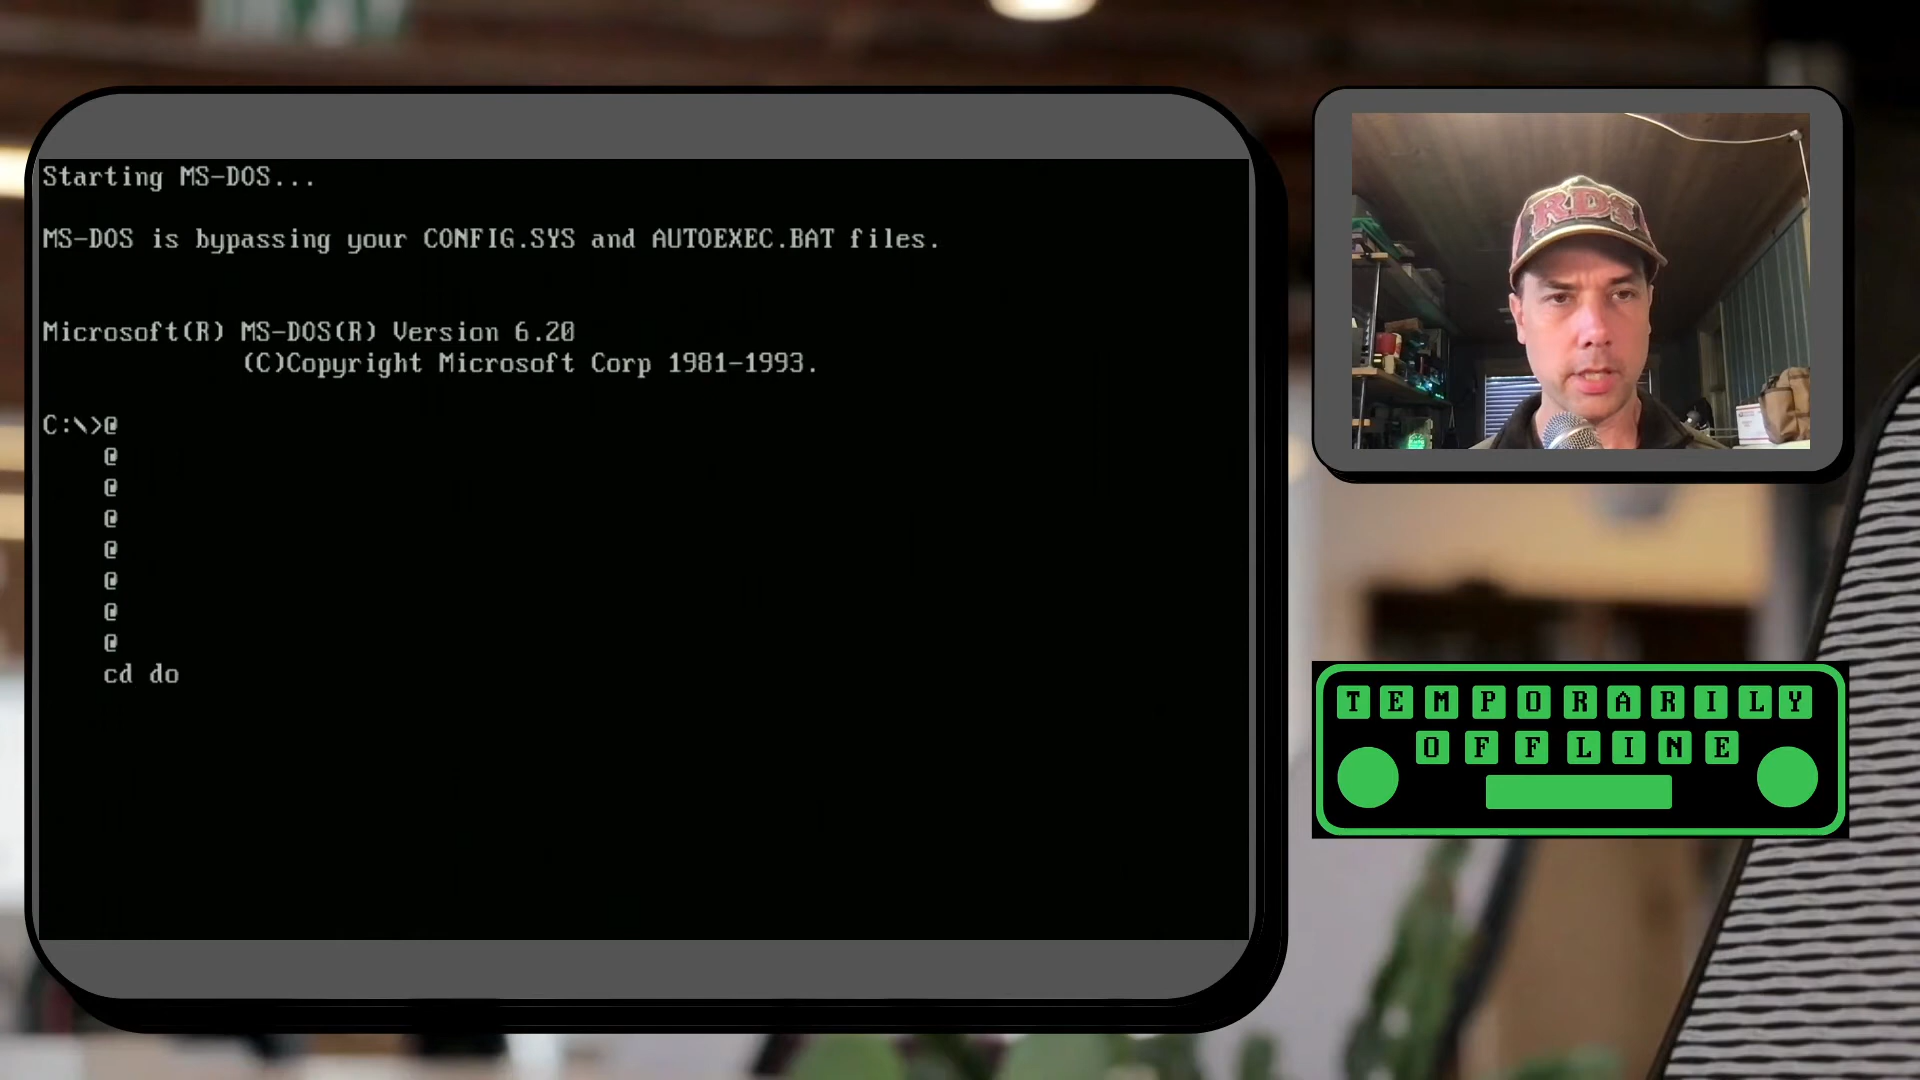 Starting MS-DOS...
MS-DOS is bypassing your CONFIG.SYS and AUTOEXEC.BAT files.
Microsoft(R) MS-DOS(R) Version 6.20
(C)Copyright Microsoft Corp 1981-1993.
C:\>@
@
@
@
@
@
@
@
cd do
RDS
TEMPORARILY
OFFLINE